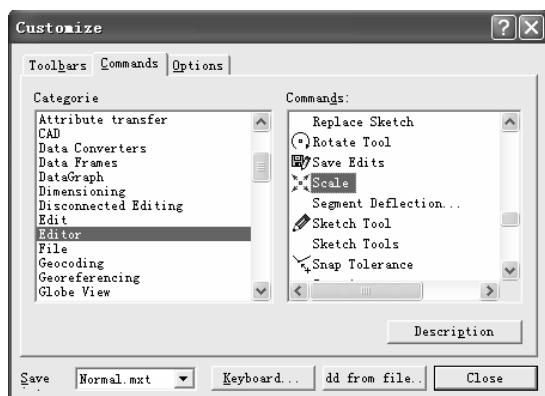 Customize
Toolbars Commands Options
Categorie
Attribute transfer
CAD
Data Converters
Data Frames
DataGraph
Dimensioning
Disconnected Editing
Edit
Editor
File
Geocoding
Georeferencing
Globe View
Commands:
Replace Sketch
Rotate Tool
Save Edits
Scale
Segment Deflection...
Sketch Tool
Sketch Tools
Snap Tolerance
Description
Save Normal.mxt Keyboard... dd from file.. Close